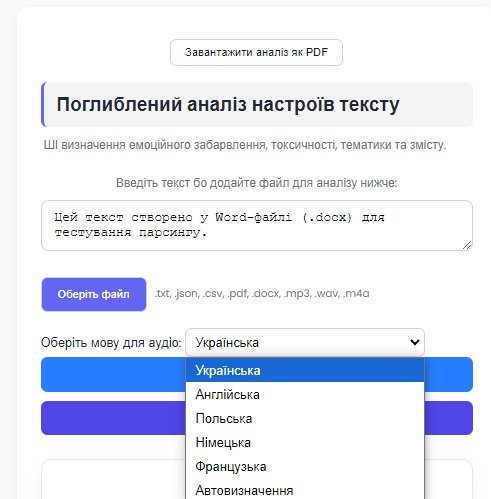 Завантажити аналіз як PDF
Поглиблений аналіз настроїв тексту
ШІ визначення емоційного забарвлення, токсичності, тематики та змісту.
Введіть текст бо додайте файл для аналізу нижче:
Цей текст створено у Word-файлі (.docx) для
тестування парсингу.
Оберіть файл .txt, .json, .csv, .pdf, .docx, .mp3, .wav, .m4a
Оберіть мову для аудіо: Українська
Українська
Англійська
Польська
Німецька
Французька
Автовизначення